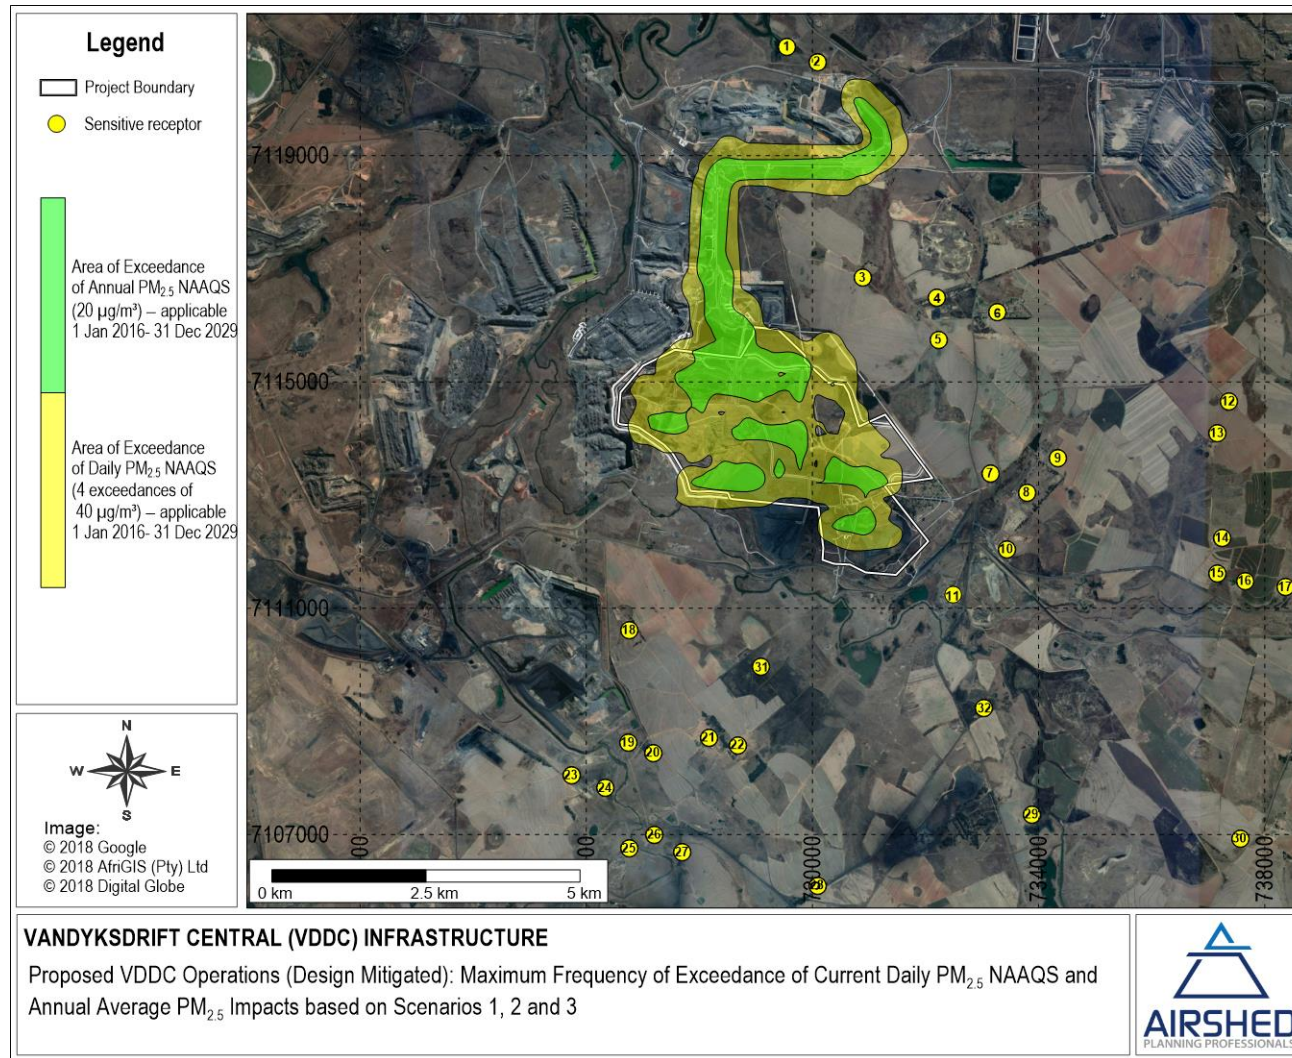 Legend
Project Boundary
Sensitive receptor
Area of Exceedance
of Annual PM2.5 NAAQS
(20 µg/m³) – applicable
1 Jan 2016- 31 Dec 2029
Area of Exceedance
of Daily PM2.5 NAAQS
(4 exceedances of
40 µg/m³) – applicable
1 Jan 2016- 31 Dec 2029
N
W E
S
Image:
© 2018 Google
© 2018 AfriGIS (Pty) Ltd
© 2018 Digital Globe
1
2
7119000
3
4
6
5
7115000
12
13
9
7
8
14
10
15
16
17
11
7111000
18
31
32
21
22
19
20
23
24
29
7107000
26
30
25
27
28
730000
734000
738000
0 km 2.5 km 5 km
VANDYKSDRIFT CENTRAL (VDDC) INFRASTRUCTURE
Proposed VDDC Operations (Design Mitigated): Maximum Frequency of Exceedance of Current Daily PM2.5 NAAQS and
Annual Average PM2.5 Impacts based on Scenarios 1, 2 and 3
AIRSHED
PLANNING PROFESSIONALS